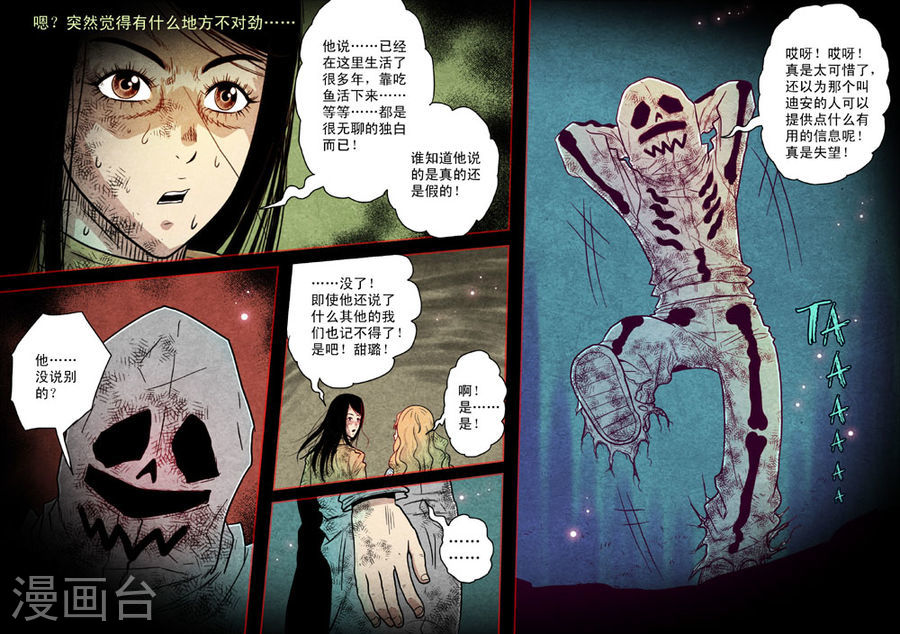 嗯？突然觉得有什么地方不对劲……
他说……已经
在这里生活了
很多年，靠吃
鱼活下来……
等等……都是
很无聊的独白
而已！
谁知道他说
的是真的还
是假的！
他……
没说别
的？
……没了！
即使他还说了
什么其他的我
们也记不得了！
是吧！甜璐！
啊！
是……
是！
……
……
哎呀！哎呀！
真是太可惜了，
还以为那个叫
迪安的人可以
提供点什么有
用的信息呢！
真是失望！
TAAAAAA
漫画台